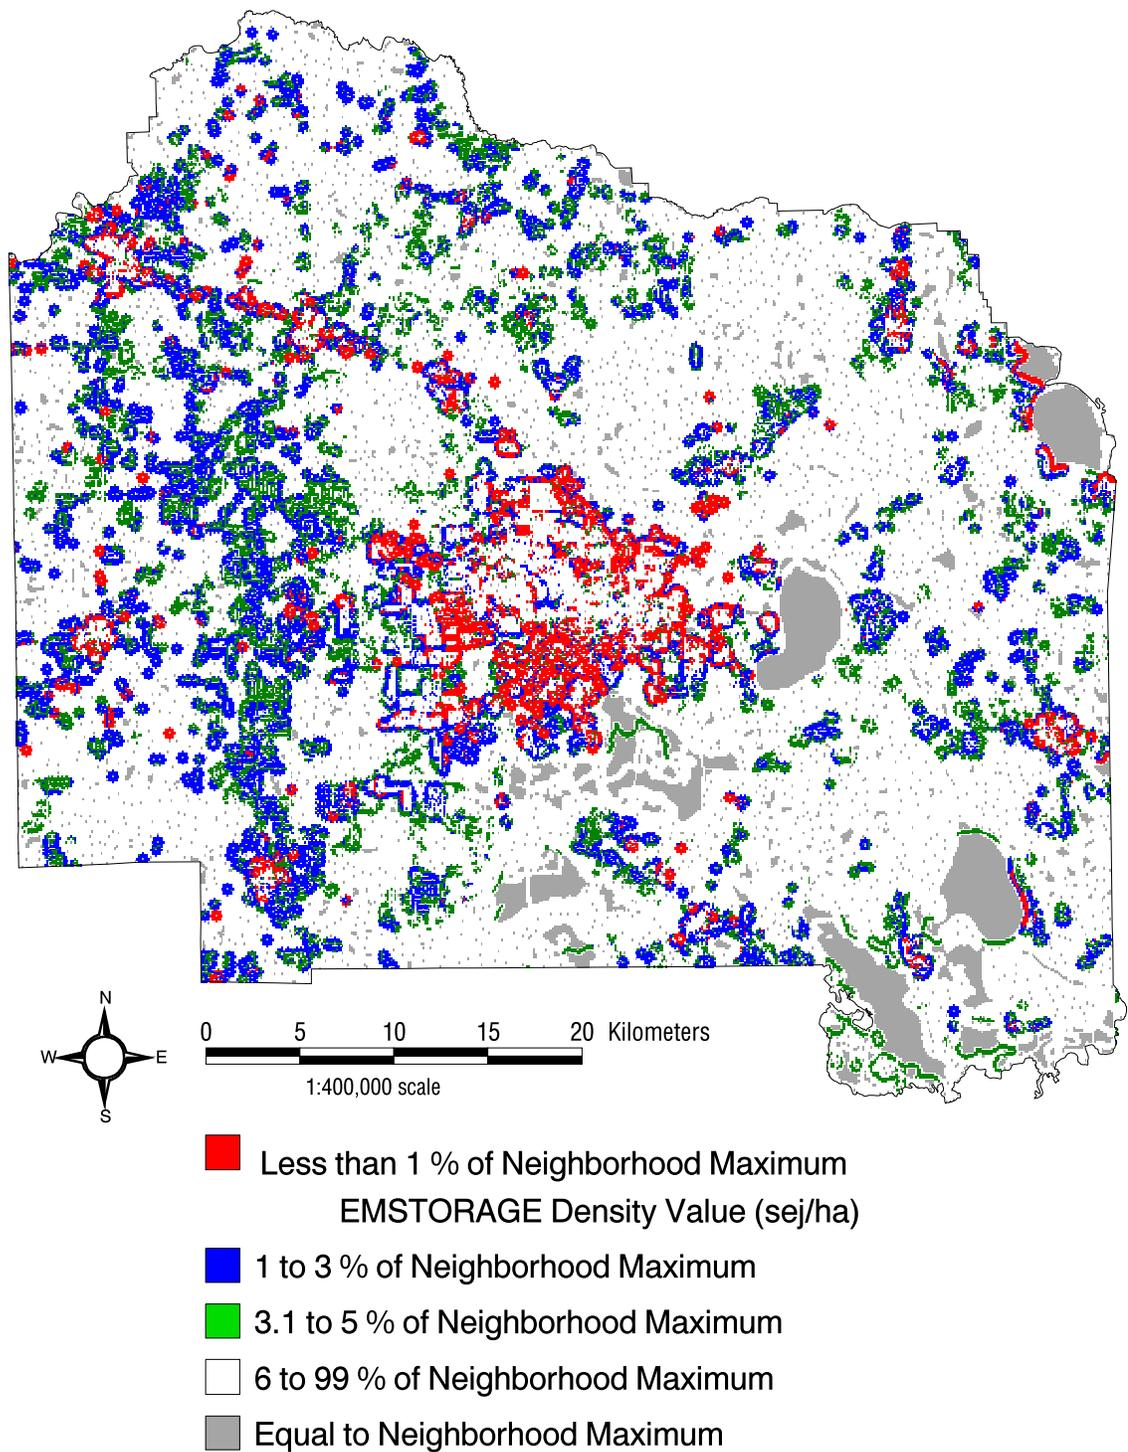 N
W E
S
0 5 10 15 20 Kilometers
1:400,000 scale
Less than 1 % of Neighborhood Maximum
EMSTORAGE Density Value (sej/ha)
1 to 3 % of Neighborhood Maximum
3.1 to 5 % of Neighborhood Maximum
6 to 99 % of Neighborhood Maximum
Equal to Neighborhood Maximum